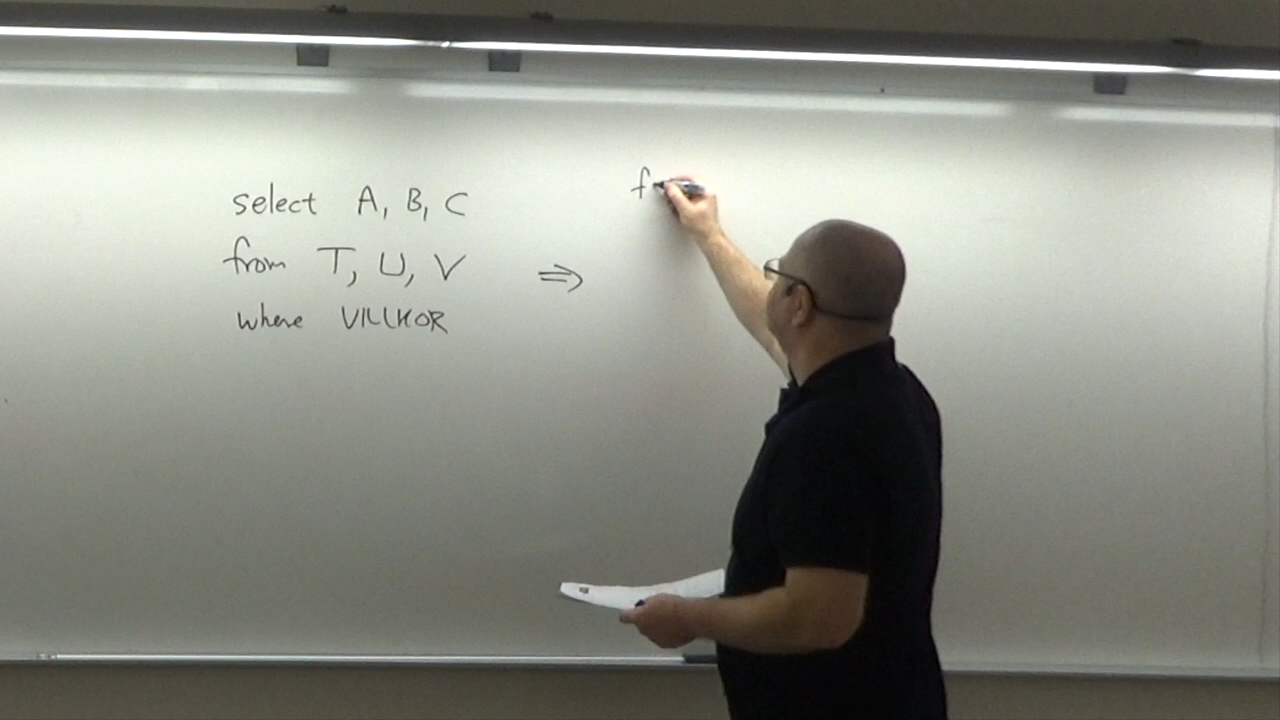 select A, B, C
from T, U, V ⇒
where VILLKOR
f